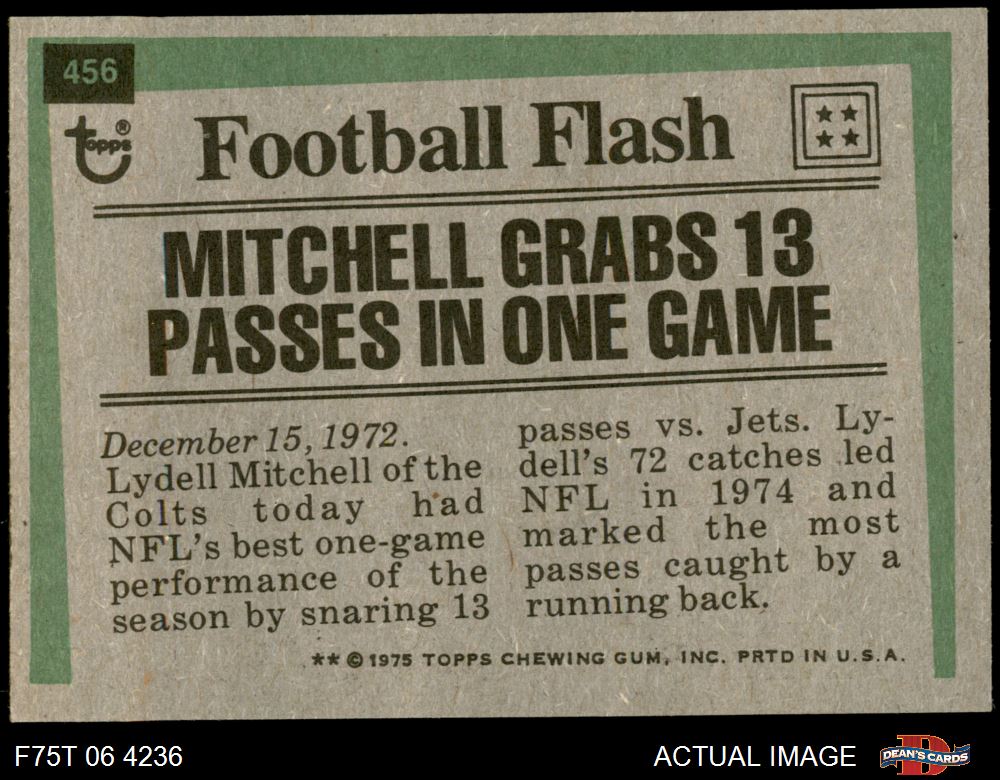 456
topps®
Football Flash
MITCHELL GRABS 13
PASSES IN ONE GAME
December 15, 1972.
Lydell Mitchell of the
Colts today had
NFL's best one-game
performance of the
season by snaring 13
passes vs. Jets. Ly-
dell's 72 catches led
NFL in 1974 and
marked the most
passes caught by a
running back.
** © 1975 TOPPS CHEWING GUM, INC. PRTD IN U.S.A.
F75T 06 4236
ACTUAL IMAGE
D
DEAN'S CARDS